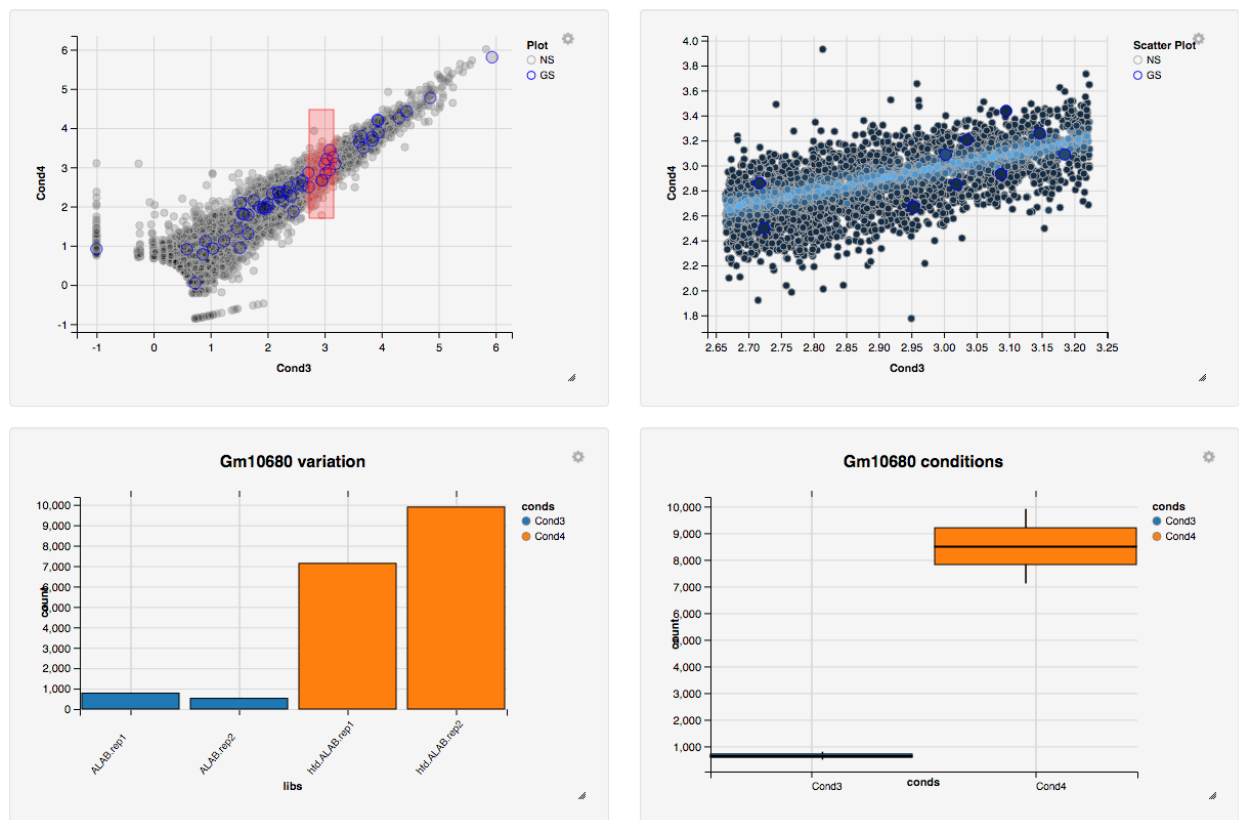 Plot
NS
GS
6
5
4
3
2
1
0
-1
Cond4
-1 0 1 2 3 4 5 6
Cond3
Scatter Plot
NS
GS
4.0
3.8
3.6
3.4
3.2
3.0
2.8
2.6
2.4
2.2
2.0
1.8
Cond4
2.65 2.70 2.75 2.80 2.85 2.90 2.95 3.00 3.05 3.10 3.15 3.20 3.25
Cond3
Gm10680 variation
conds
Cond3
Cond4
10,000
9,000
8,000
7,000
6,000
5,000
4,000
3,000
2,000
1,000
0
count
ALAB.rep1 ALAB.rep2 hfd.ALAB.rep1 hfd.ALAB.rep2
libs
Gm10680 conditions
conds
Cond3
Cond4
10,000
9,000
8,000
7,000
6,000
5,000
4,000
3,000
2,000
1,000
count
Cond3 Cond4
conds